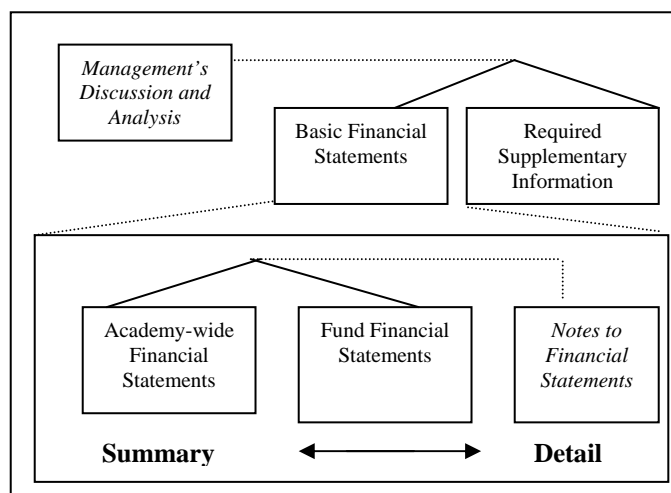 Management's
Discussion and
Analysis
Basic Financial
Statements
Required
Supplementary
Information
Academy-wide
Financial
Statements
Fund Financial
Statements
Notes to
Financial
Statements
Summary
Detail